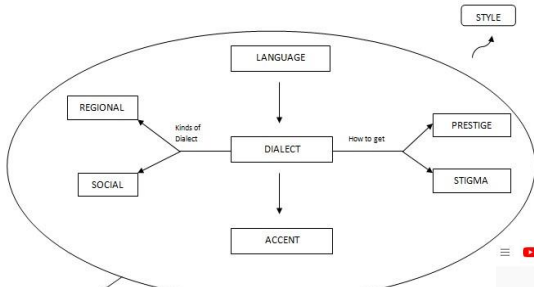 STYLE
LANGUAGE
REGIONAL
Kinds of
Dialect
DIALECT
How to get
PRESTIGE
SOCIAL
STIGMA
ACCENT